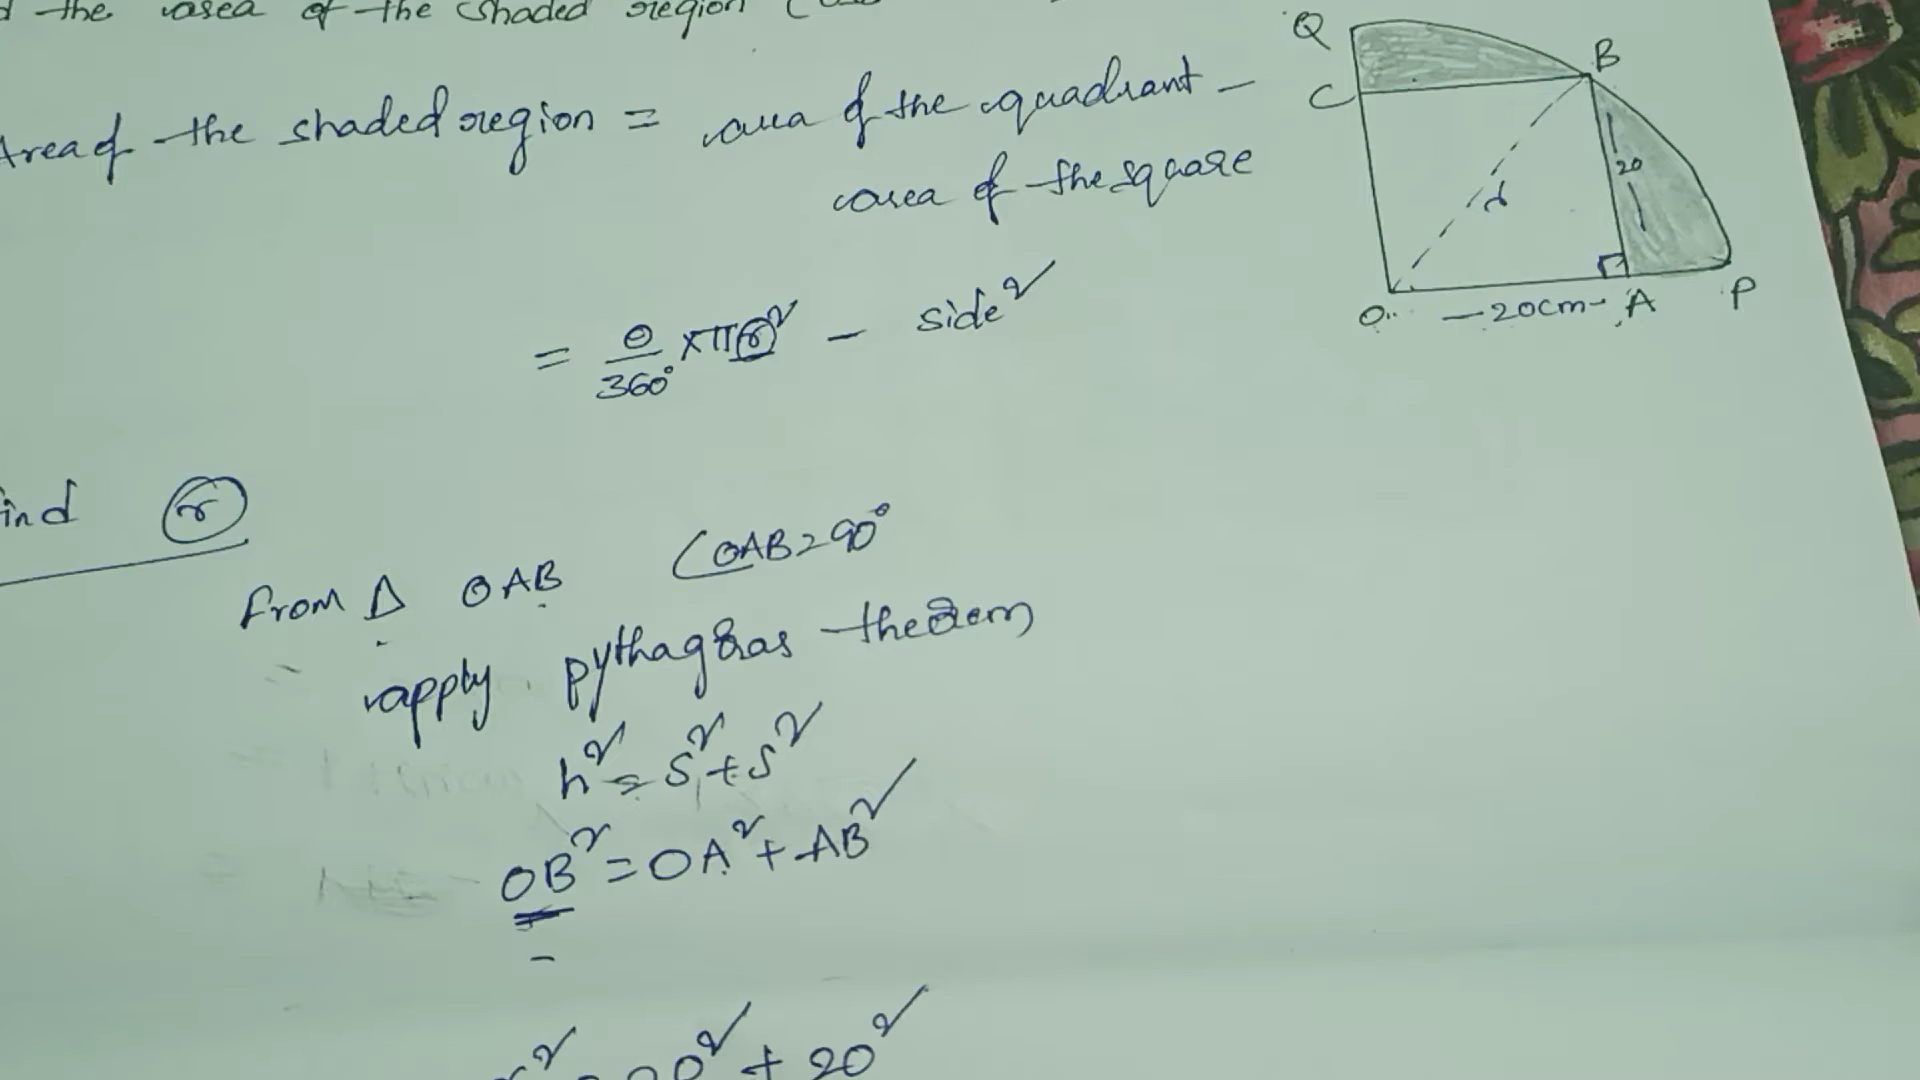 the area of the shaded region
Area of the shaded region = area of the quadrant -
area of the square
= θ/360° × πr² - side²
find r
from Δ OAB ∠OAB = 90°
apply pythagoras theorem
h² = s² + s²
OB² = OA² + AB²
20² + 20²
Q
B
C
20
r
O
20cm
A
P